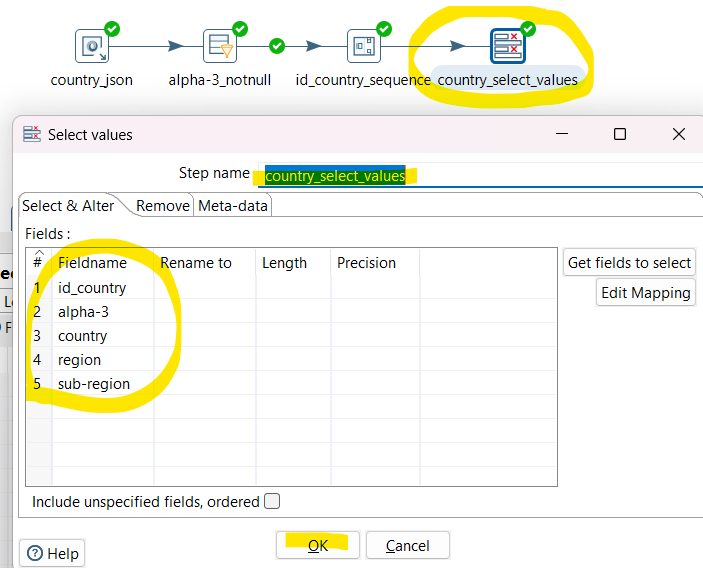 country_json alpha-3_notnull id_country_sequence country_select_values
Select values
Step name country_select_values
Select & Alter Remove Meta-data
Fields :
# Fieldname Rename to Length Precision
1 id_country
2 alpha-3
3 country
4 region
5 sub-region
Get fields to select
Edit Mapping
Include unspecified fields, ordered
OK Cancel
Help